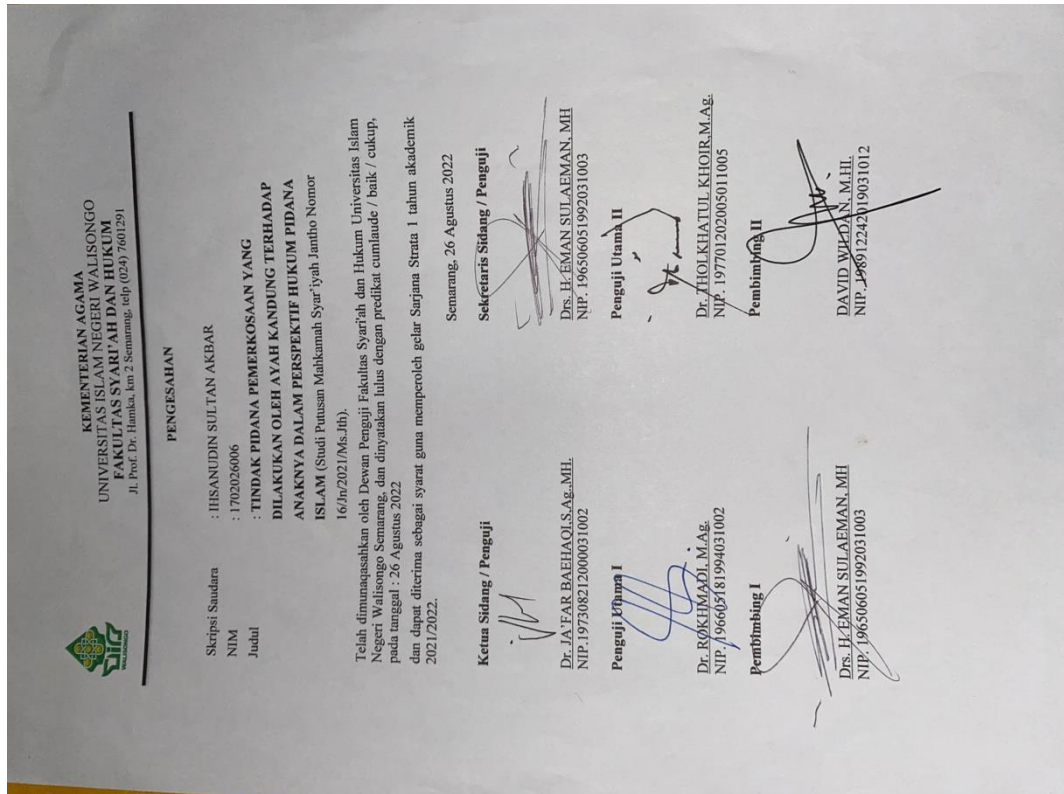 WALISONGO
KEMENTERIAN AGAMA
UNIVERSITAS ISLAM NEGERI WALISONGO
FAKULTAS SYARI'AH DAN HUKUM
Jl. Prof. Dr. Hamka, km 2 Semarang, telp (024) 7601291
PENGESAHAN
Skripsi Saudara : IHSANUDIN SULTAN AKBAR
NIM : 1702026006
Judul : TINDAK PIDANA PEMERKOSAAN YANG
DILAKUKAN OLEH AYAH KANDUNG TERHADAP
ANAKNYA DALAM PERSPEKTIF HUKUM PIDANA
ISLAM (Studi Putusan Mahkamah Syar'iyah Jantho Nomor
16/Jn/2021/Ms.Jth).
Telah dimunaqasahkan oleh Dewan Penguji Fakultas Syari'ah dan Hukum Universitas Islam
Negeri Walisongo Semarang, dan dinyatakan lulus dengan predikat cumlaude / baik / cukup,
pada tanggal : 26 Agustus 2022
dan dapat diterima sebagai syarat guna memperoleh gelar Sarjana Strata 1 tahun akademik
2021/2022.
Semarang, 26 Agustus 2022
Ketua Sidang / Penguji
Sekretaris Sidang / Penguji
Dr. JA'FAR BAEHAQI,S.Ag.,MH.
NIP.197308212000031002
Drs. H. EMAN SULAEMAN, MH
NIP. 196506051992031003
Penguji Utama I
Penguji Utama II
Dr. ROKHMADI, M.Ag.
NIP. 196605181994031002
Dr. THOLKHATUL KHOIR,M.Ag.
NIP. 197701202005011005
Pembimbing I
Pembimbing II
Drs. H. EMAN SULAEMAN, MH
NIP. 196506051992031003
DAVID WILDAN, M.HI.
NIP. 198912242019031012